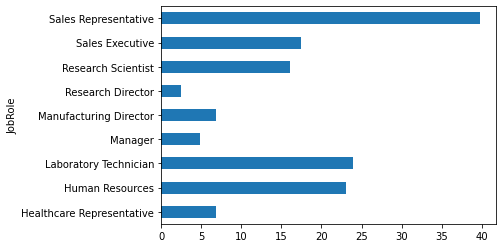 Sales Representative
Sales Executive
Research Scientist
Research Director
Manufacturing Director
Manager
Laboratory Technician
Human Resources
Healthcare Representative
JobRole
0 5 10 15 20 25 30 35 40